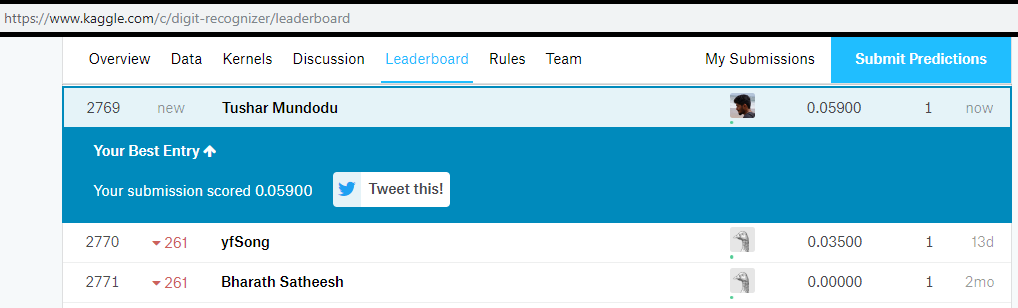 https://www.kaggle.com/c/digit-recognizer/leaderboard
Overview Data Kernels Discussion Leaderboard Rules Team My Submissions Submit Predictions
2769 new Tushar Mundodu 0.05900 1 now
Your Best Entry
Your submission scored 0.05900 Tweet this!
2770 261 yfSong 0.03500 1 13d
2771 261 Bharath Satheesh 0.00000 1 2mo